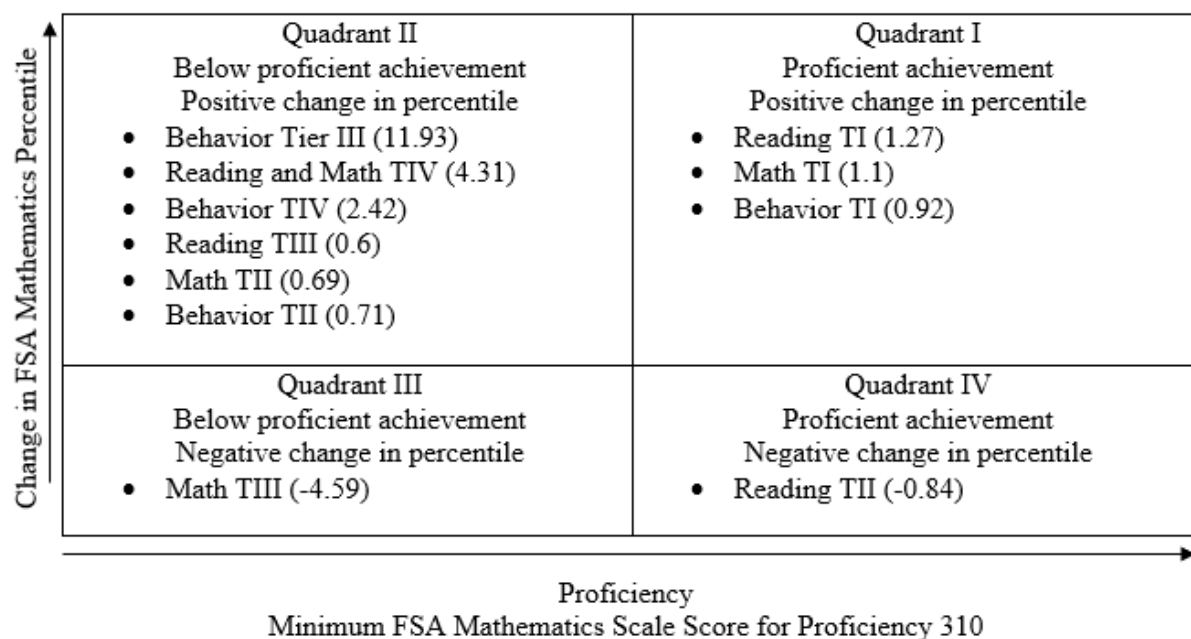 Change in FSA Mathematics Percentile
Quadrant II
Below proficient achievement
Positive change in percentile
• Behavior Tier III (11.93)
• Reading and Math TIV (4.31)
• Behavior TIV (2.42)
• Reading TIII (0.6)
• Math TII (0.69)
• Behavior TII (0.71)
Quadrant I
Proficient achievement
Positive change in percentile
• Reading TI (1.27)
• Math TI (1.1)
• Behavior TI (0.92)
Quadrant III
Below proficient achievement
Negative change in percentile
• Math TIII (-4.59)
Quadrant IV
Proficient achievement
Negative change in percentile
• Reading TII (-0.84)
Proficiency
Minimum FSA Mathematics Scale Score for Proficiency 310